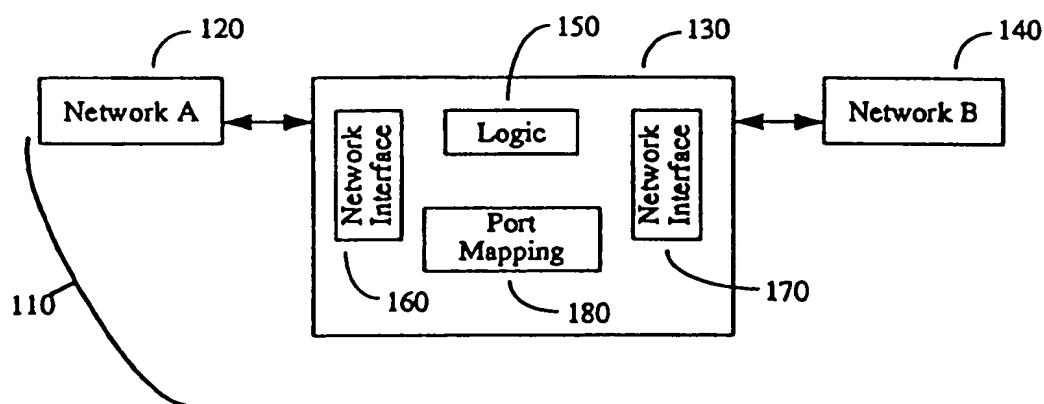 120
150
130
140
Network A
Network
Interface
Logic
Port
Mapping
Network
Interface
Network B
110
160
180
170